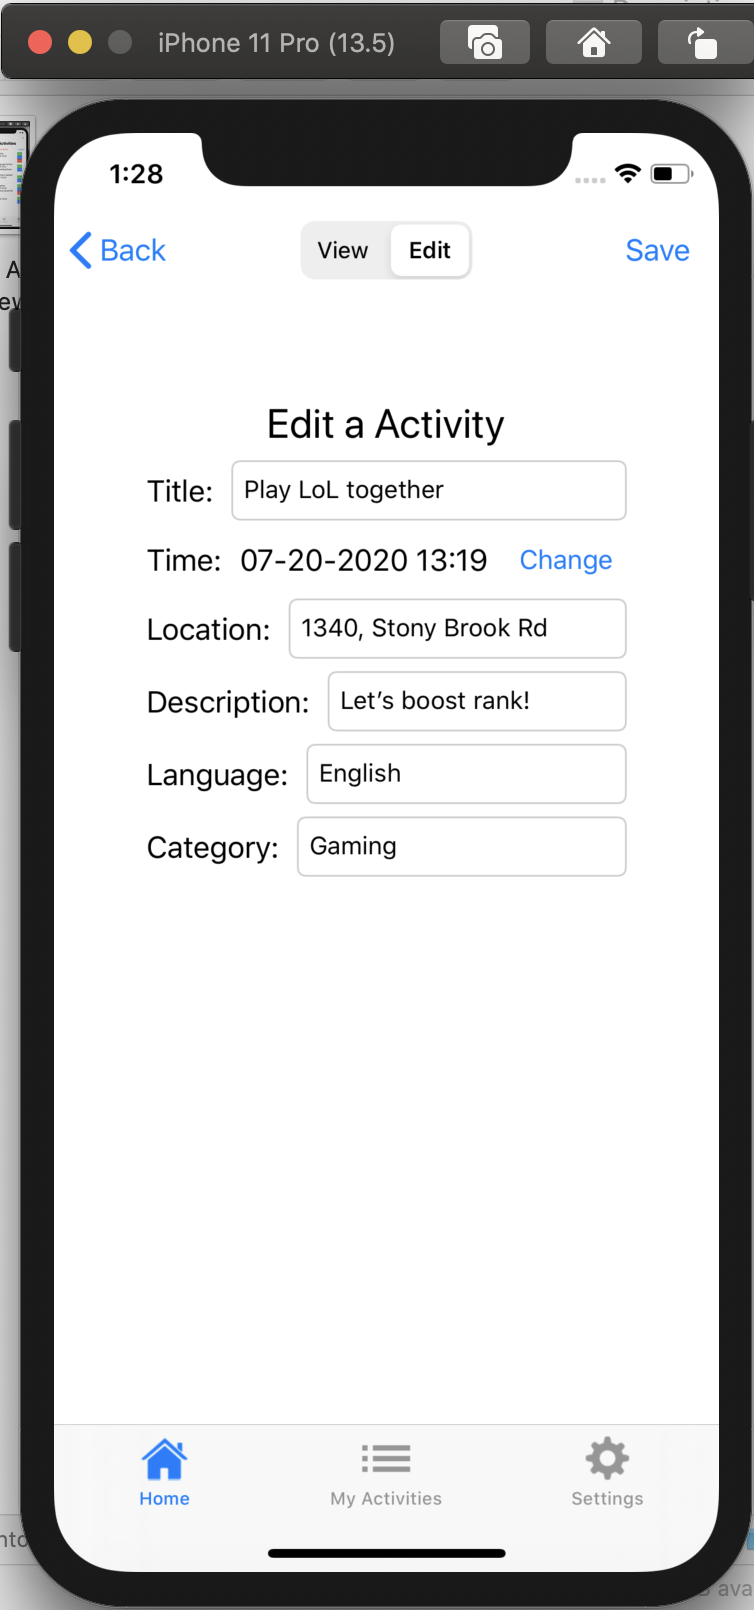 iPhone 11 Pro (13.5)
1:28
Back
View
Edit
Save
Edit a Activity
Title: Play LoL together
Time: 07-20-2020 13:19 Change
Location: 1340, Stony Brook Rd
Description: Let’s boost rank!
Language: English
Category: Gaming
Home
My Activities
Settings